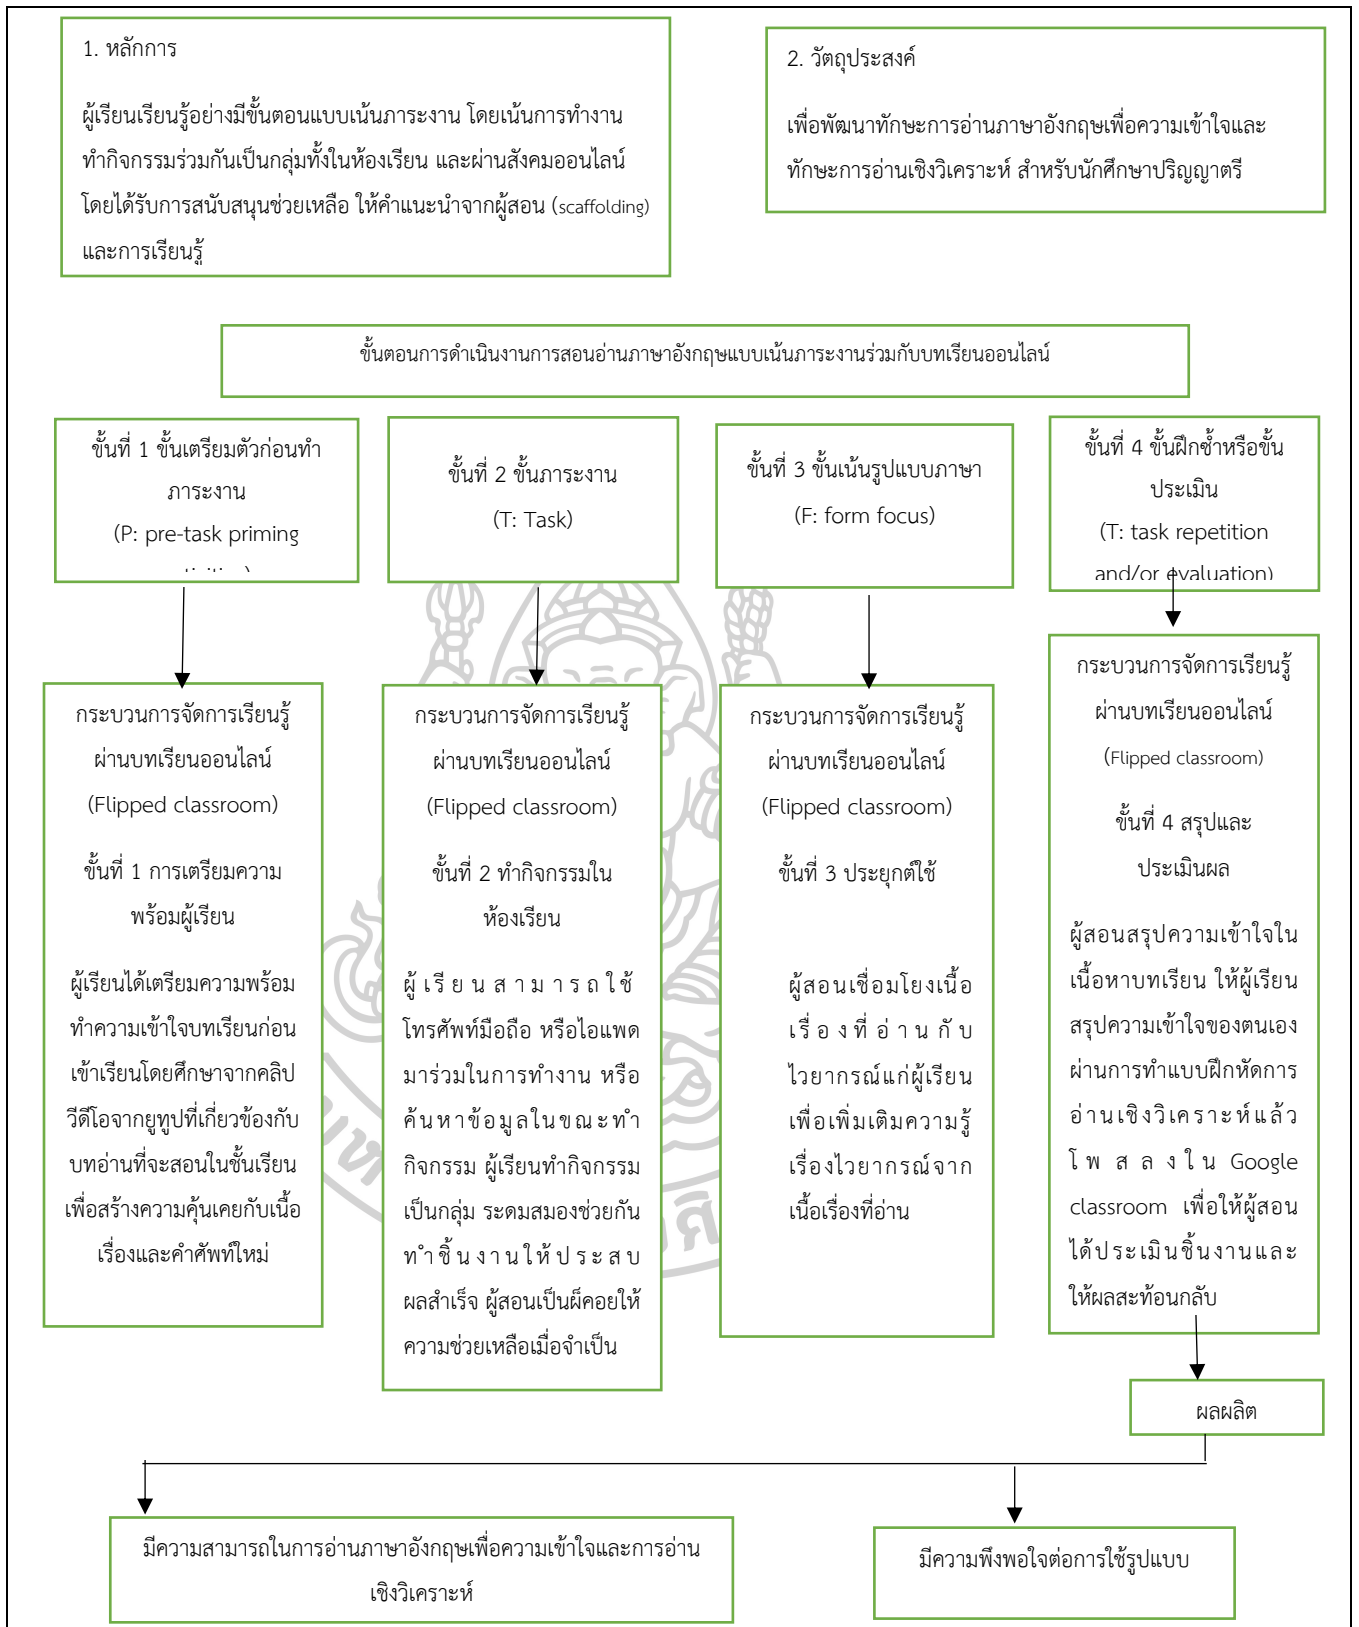 1. หลักการ
ผู้เรียนเรียนรู้อย่างมีขั้นตอนแบบเน้นภาระงาน โดยเน้นการทำงาน
ทำกิจกรรมร่วมกันเป็นกลุ่มทั้งในห้องเรียน และผ่านสังคมออนไลน์
โดยได้รับการสนับสนุนช่วยเหลือ ให้คำแนะนำจากผู้สอน (scaffolding)
และการเรียนรู้
2. วัตถุประสงค์
เพื่อพัฒนาทักษะการอ่านภาษาอังกฤษเพื่อความเข้าใจและ
ทักษะการอ่านเชิงวิเคราะห์ สำหรับนักศึกษาปริญญาตรี
ขั้นตอนการดำเนินงานการสอนอ่านภาษาอังกฤษแบบเน้นภาระงานร่วมกับบทเรียนออนไลน์
ขั้นที่ 1 ขั้นเตรียมตัวก่อนทำ
ภาระงาน
(P: pre-task priming
ขั้นที่ 2 ขั้นภาระงาน
(T: Task)
ขั้นที่ 3 ขั้นเน้นรูปแบบภาษา
(F: form focus)
ขั้นที่ 4 ขั้นฝึกซ้ำหรือขั้น
ประเมิน
(T: task repetition
and/or evaluation)
กระบวนการจัดการเรียนรู้
ผ่านบทเรียนออนไลน์
(Flipped classroom)
ขั้นที่ 1 การเตรียมความ
พร้อมผู้เรียน
ผู้เรียนได้เตรียมความพร้อม
ทำความเข้าใจบทเรียนก่อน
เข้าเรียนโดยศึกษาจากคลิป
วีดีโอจากยูทูปที่เกี่ยวข้องกับ
บทอ่านที่จะสอนในชั้นเรียน
เพื่อสร้างความคุ้นเคยกับเนื้อ
เรื่องและคำศัพท์ใหม่
กระบวนการจัดการเรียนรู้
ผ่านบทเรียนออนไลน์
(Flipped classroom)
ขั้นที่ 2 ทำกิจกรรมใน
ห้องเรียน
ผู้เรียนสามารถใช้
โทรศัพท์มือถือ หรือไอแพด
มาร่วมในการทำงาน หรือ
ค้นหาข้อมูลในขณะทำ
กิจกรรม ผู้เรียนทำกิจกรรม
เป็นกลุ่ม ระดมสมองช่วยกัน
ทำชิ้นงานให้ประสบ
ผลสำเร็จ ผู้สอนเป็นผ็คอยให้
ความช่วยเหลือเมื่อจำเป็น
กระบวนการจัดการเรียนรู้
ผ่านบทเรียนออนไลน์
(Flipped classroom)
ขั้นที่ 3 ประยุกต์ใช้
ผู้สอนเชื่อมโยงเนื้อ
เรื่องที่อ่านกับ
ไวยากรณ์แก่ผู้เรียน
เพื่อเพิ่มเติมความรู้
เรื่องไวยากรณ์จาก
เนื้อเรื่องที่อ่าน
กระบวนการจัดการเรียนรู้
ผ่านบทเรียนออนไลน์
(Flipped classroom)
ขั้นที่ 4 สรุปและ
ประเมินผล
ผู้สอนสรุปความเข้าใจใน
เนื้อหาบทเรียน ให้ผู้เรียน
สรุปความเข้าใจของตนเอง
ผ่านการทำแบบฝึกหัดการ
อ่านเชิงวิเคราะห์แล้ว
โพสลงใน Google
classroom เพื่อให้ผู้สอน
ได้ประเมินชิ้นงานและ
ให้ผลสะท้อนกลับ
ผลผลิต
มีความสามารถในการอ่านภาษาอังกฤษเพื่อความเข้าใจและการอ่าน
เชิงวิเคราะห์
มีความพึงพอใจต่อการใช้รูปแบบ